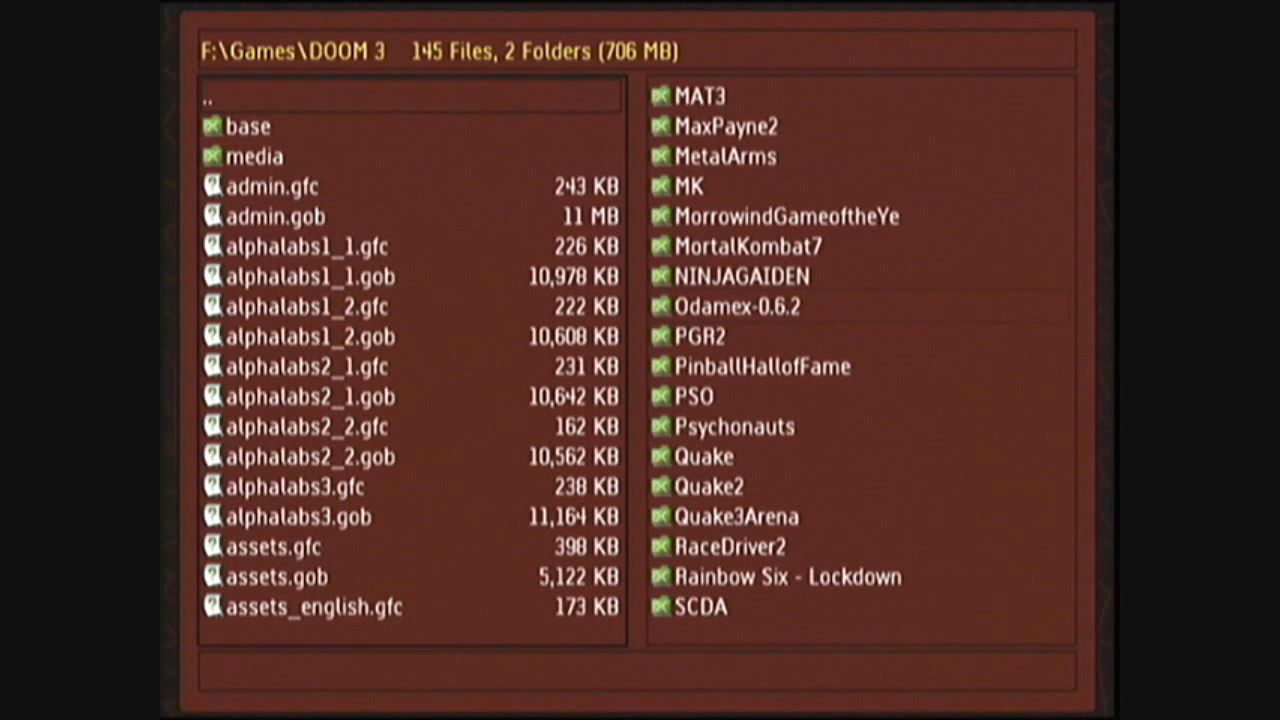 F:\Games\DOOM 3 145 Files, 2 Folders (706 MB)
..
base
media
admin.gfc 243 KB
admin.gob 11 MB
alphalabs1_1.gfc 226 KB
alphalabs1_1.gob 10,978 KB
alphalabs1_2.gfc 222 KB
alphalabs1_2.gob 10,608 KB
alphalabs2_1.gfc 231 KB
alphalabs2_1.gob 10,642 KB
alphalabs2_2.gfc 162 KB
alphalabs2_2.gob 10,562 KB
alphalabs3.gfc 238 KB
alphalabs3.gob 11,164 KB
assets.gfc 398 KB
assets.gob 5,122 KB
assets_english.gfc 173 KB
MAT3
MaxPayne2
MetalArms
MK
MorrowindGameoftheYe
MortalKombat7
NINJAGAIDEN
Odamex-0.6.2
PGR2
PinballHallofFame
PSO
Psychonauts
Quake
Quake2
Quake3Arena
RaceDriver2
Rainbow Six - Lockdown
SCDA